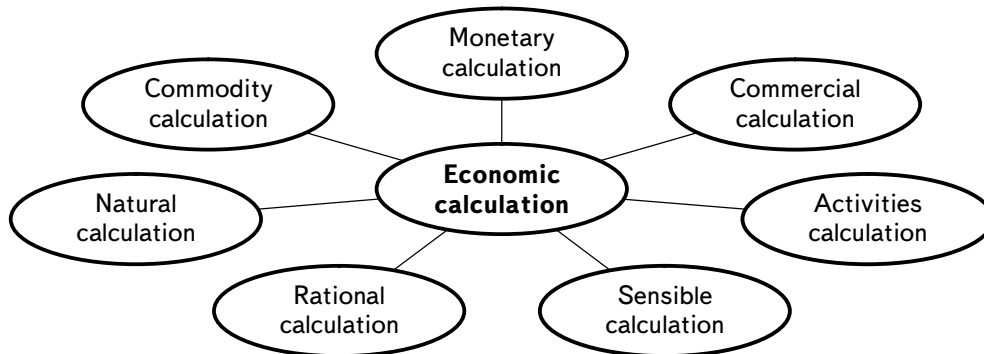 Monetary
calculation
Commodity
calculation
Commercial
calculation
Economic
calculation
Natural
calculation
Activities
calculation
Rational
calculation
Sensible
calculation